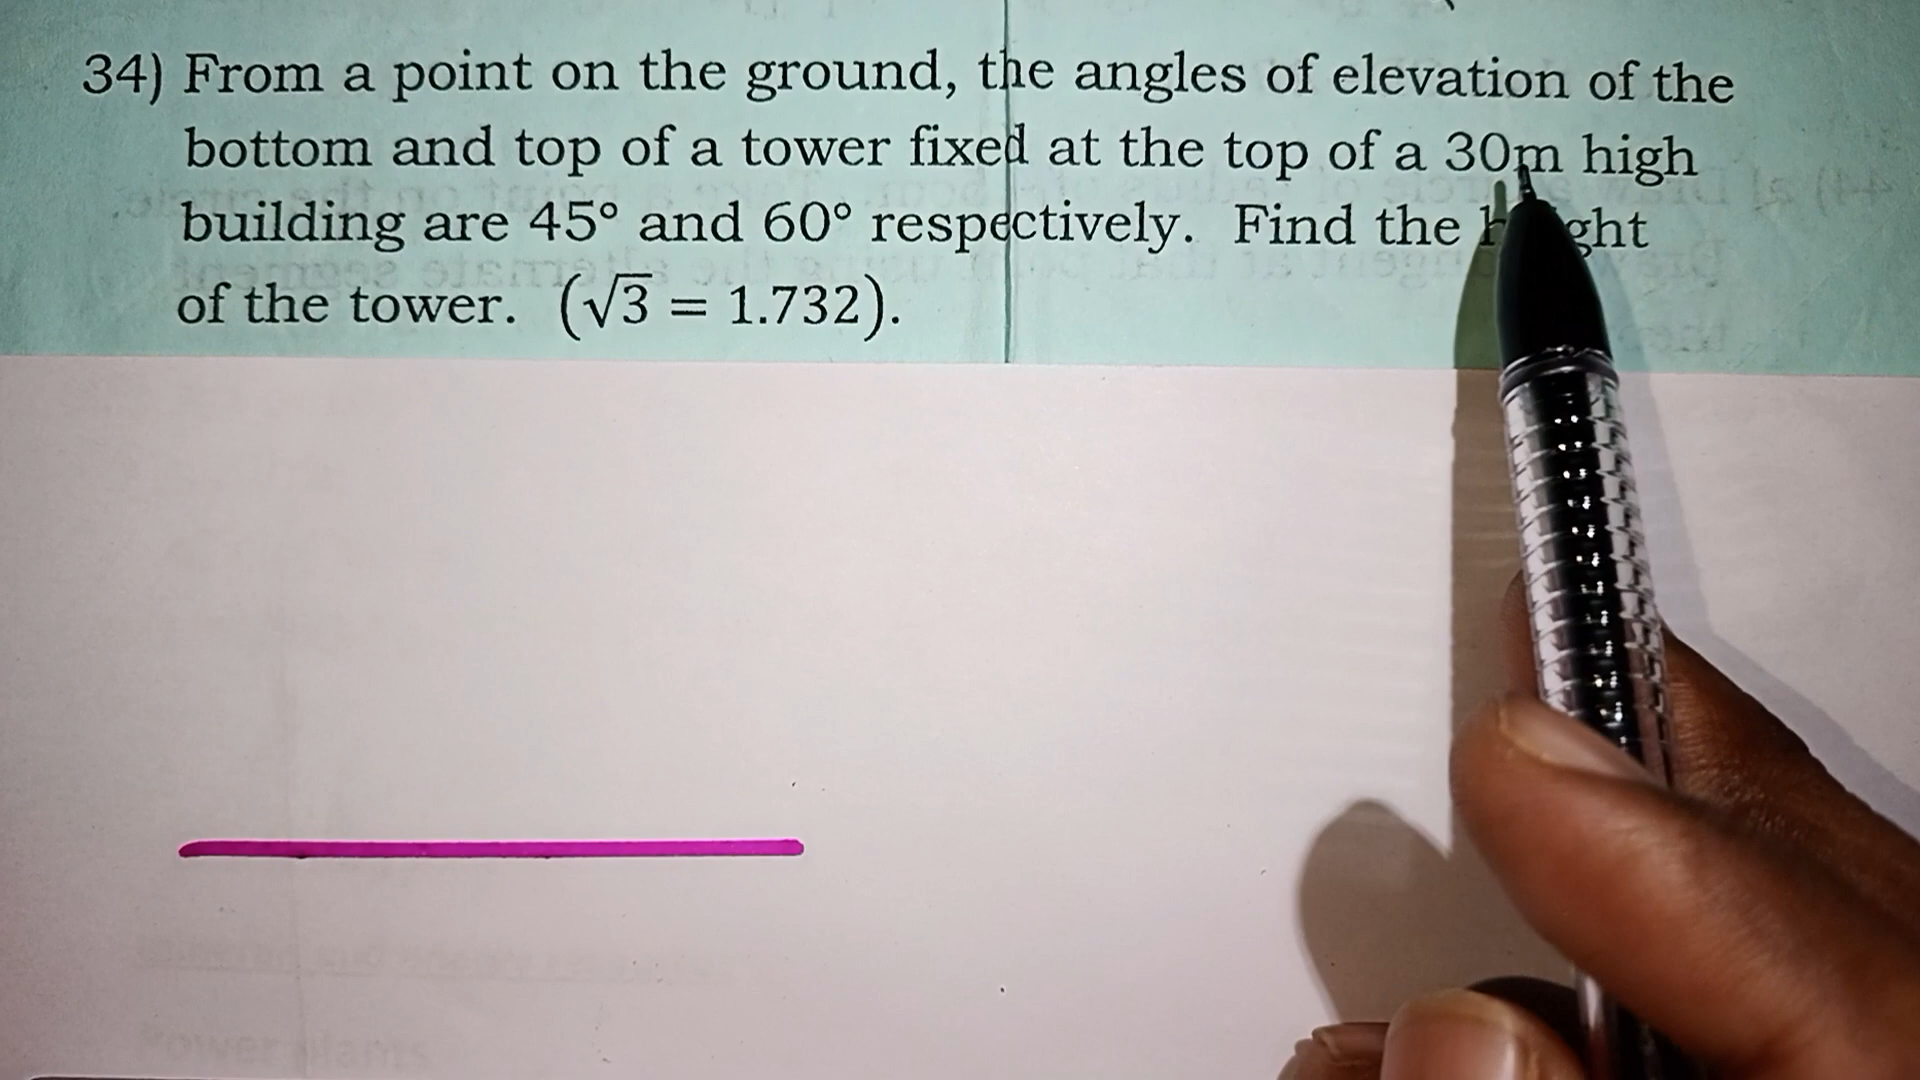 34) From a point on the ground, the angles of elevation of the
bottom and top of a tower fixed at the top of a 30m high
building are 45° and 60° respectively. Find the
of the tower. (√3 = 1.732).